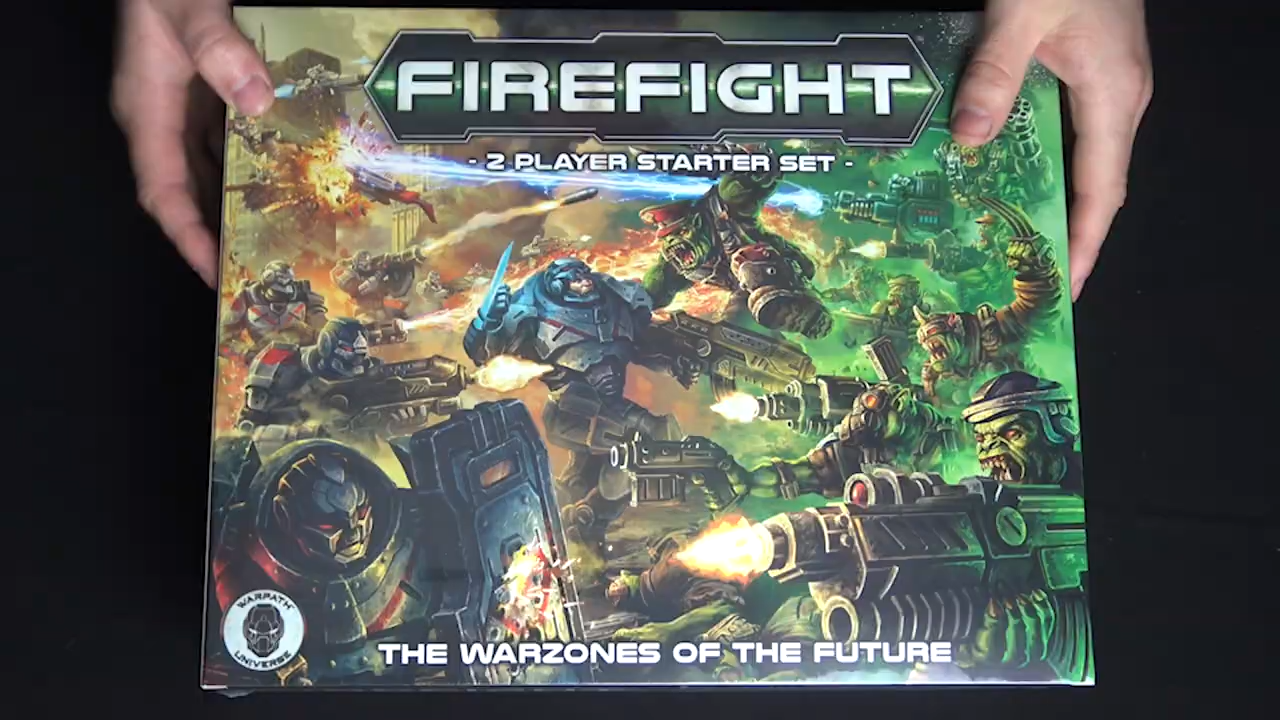 FIREFIGHT
- 2 PLAYER STARTER SET -
WARPATH
UNIVERSE
THE WARZONES OF THE FUTURE